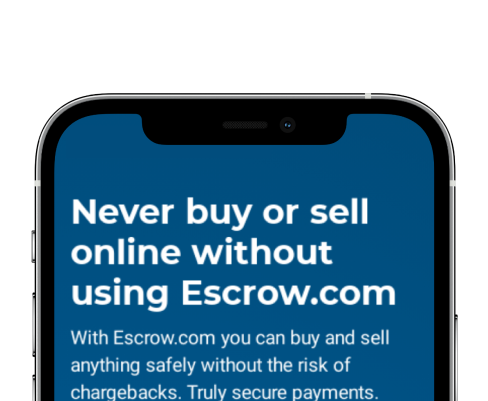 Never buy or sell
online without
using Escrow.com
With Escrow.com you can buy and sell
anything safely without the risk of
chargebacks. Truly secure payments.